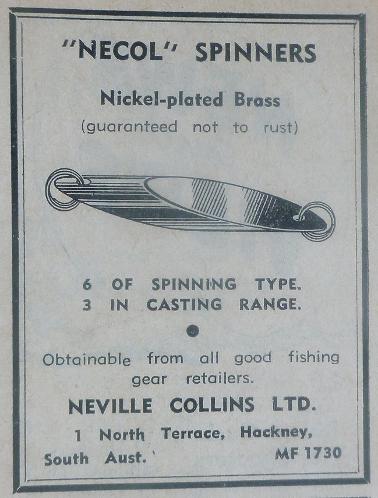 "NECOL" SPINNERS
Nickel-plated Brass
(guaranteed not to rust)
6 OF SPINNING TYPE.
3 IN CASTING RANGE.
Obtainable from all good fishing
gear retailers.
NEVILLE COLLINS LTD.
1 North Terrace, Hackney,
South Aust. MF 1730